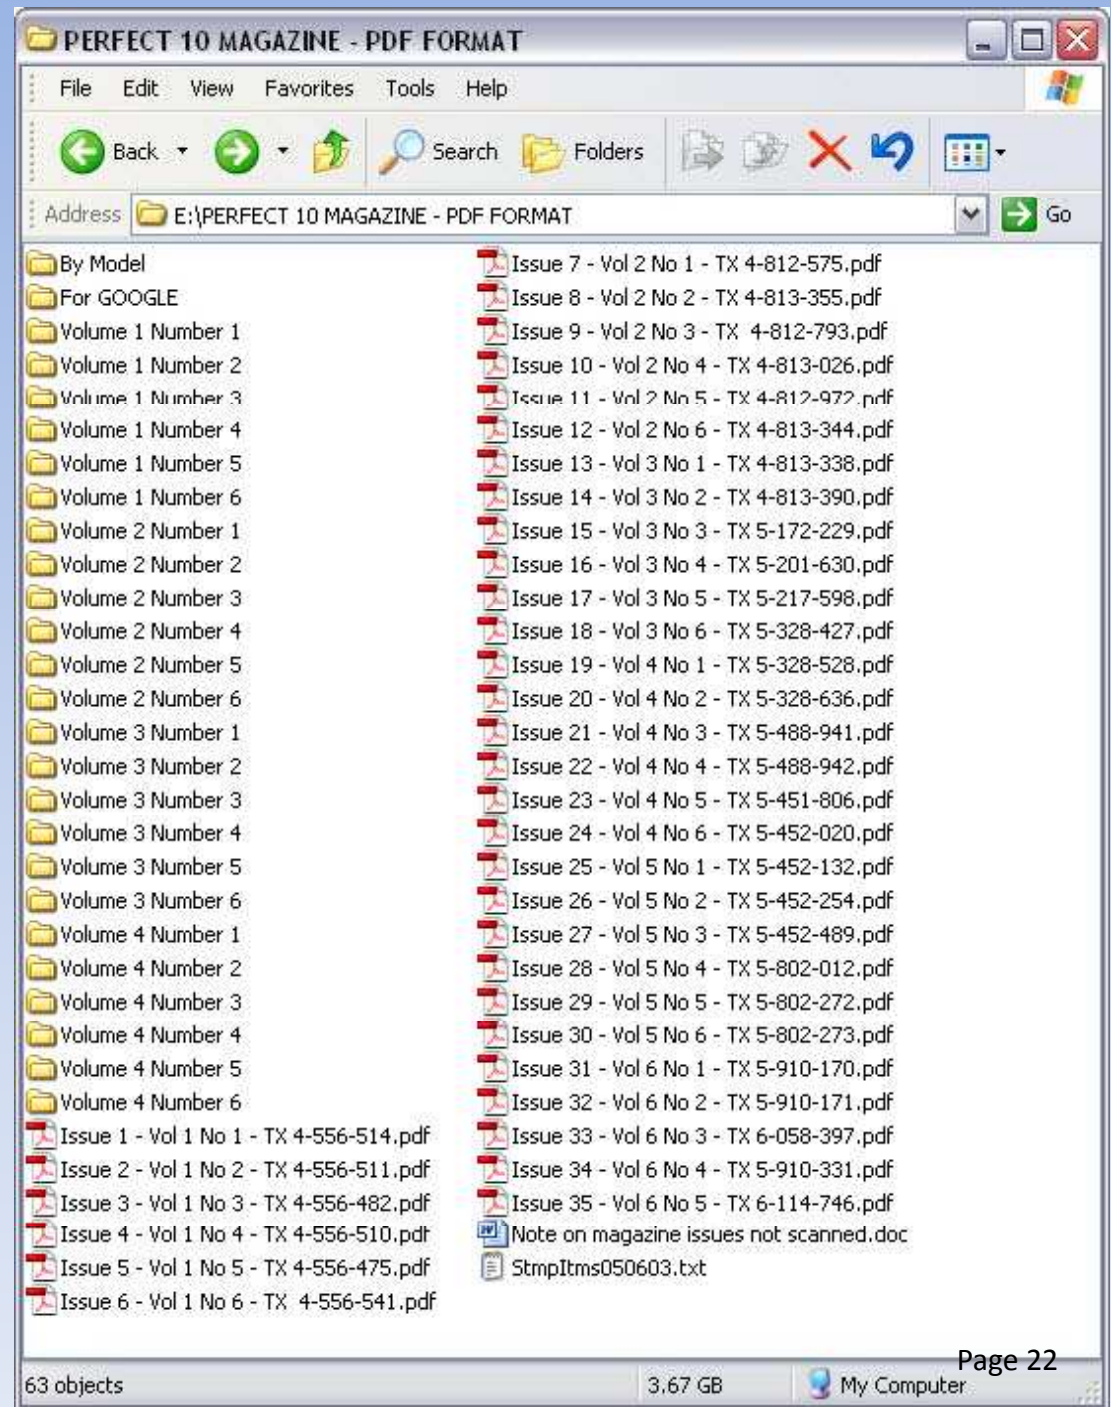 PERFECT 10 MAGAZINE - PDF FORMAT
File Edit View Favorites Tools Help
Back Search Folders
Address E:\PERFECT 10 MAGAZINE - PDF FORMAT Go
By Model
For GOOGLE
Volume 1 Number 1
Volume 1 Number 2
Volume 1 Number 3
Volume 1 Number 4
Volume 1 Number 5
Volume 1 Number 6
Volume 2 Number 1
Volume 2 Number 2
Volume 2 Number 3
Volume 2 Number 4
Volume 2 Number 5
Volume 2 Number 6
Volume 3 Number 1
Volume 3 Number 2
Volume 3 Number 3
Volume 3 Number 4
Volume 3 Number 5
Volume 3 Number 6
Volume 4 Number 1
Volume 4 Number 2
Volume 4 Number 3
Volume 4 Number 4
Volume 4 Number 5
Volume 4 Number 6
Issue 1 - Vol 1 No 1 - TX 4-556-514.pdf
Issue 2 - Vol 1 No 2 - TX 4-556-511.pdf
Issue 3 - Vol 1 No 3 - TX 4-556-482.pdf
Issue 4 - Vol 1 No 4 - TX 4-556-510.pdf
Issue 5 - Vol 1 No 5 - TX 4-556-475.pdf
Issue 6 - Vol 1 No 6 - TX  4-556-541.pdf
Issue 7 - Vol 2 No 1 - TX 4-812-575.pdf
Issue 8 - Vol 2 No 2 - TX 4-813-355.pdf
Issue 9 - Vol 2 No 3 - TX  4-812-793.pdf
Issue 10 - Vol 2 No 4 - TX 4-813-026.pdf
Issue 11 - Vol 2 No 5 - TX 4-812-972.pdf
Issue 12 - Vol 2 No 6 - TX 4-813-344.pdf
Issue 13 - Vol 3 No 1 - TX 4-813-338.pdf
Issue 14 - Vol 3 No 2 - TX 4-813-390.pdf
Issue 15 - Vol 3 No 3 - TX 5-172-229.pdf
Issue 16 - Vol 3 No 4 - TX 5-201-630.pdf
Issue 17 - Vol 3 No 5 - TX 5-217-598.pdf
Issue 18 - Vol 3 No 6 - TX 5-328-427.pdf
Issue 19 - Vol 4 No 1 - TX 5-328-528.pdf
Issue 20 - Vol 4 No 2 - TX 5-328-636.pdf
Issue 21 - Vol 4 No 3 - TX 5-488-941.pdf
Issue 22 - Vol 4 No 4 - TX 5-488-942.pdf
Issue 23 - Vol 4 No 5 - TX 5-451-806.pdf
Issue 24 - Vol 4 No 6 - TX 5-452-020.pdf
Issue 25 - Vol 5 No 1 - TX 5-452-132.pdf
Issue 26 - Vol 5 No 2 - TX 5-452-254.pdf
Issue 27 - Vol 5 No 3 - TX 5-452-489.pdf
Issue 28 - Vol 5 No 4 - TX 5-802-012.pdf
Issue 29 - Vol 5 No 5 - TX 5-802-272.pdf
Issue 30 - Vol 5 No 6 - TX 5-802-273.pdf
Issue 31 - Vol 6 No 1 - TX 5-910-170.pdf
Issue 32 - Vol 6 No 2 - TX 5-910-171.pdf
Issue 33 - Vol 6 No 3 - TX 6-058-397.pdf
Issue 34 - Vol 6 No 4 - TX 5-910-331.pdf
Issue 35 - Vol 6 No 5 - TX 6-114-746.pdf
Note on magazine issues not scanned.doc
StmpItms050603.txt
Page 22
63 objects 3.67 GB My Computer